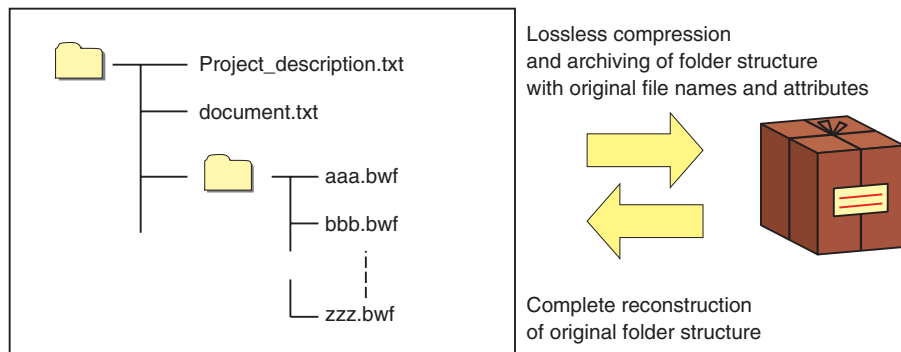 Project_description.txt
document.txt
aaa.bwf
bbb.bwf
zzz.bwf
Lossless compression
and archiving of folder structure
with original file names and attributes
Complete reconstruction
of original folder structure